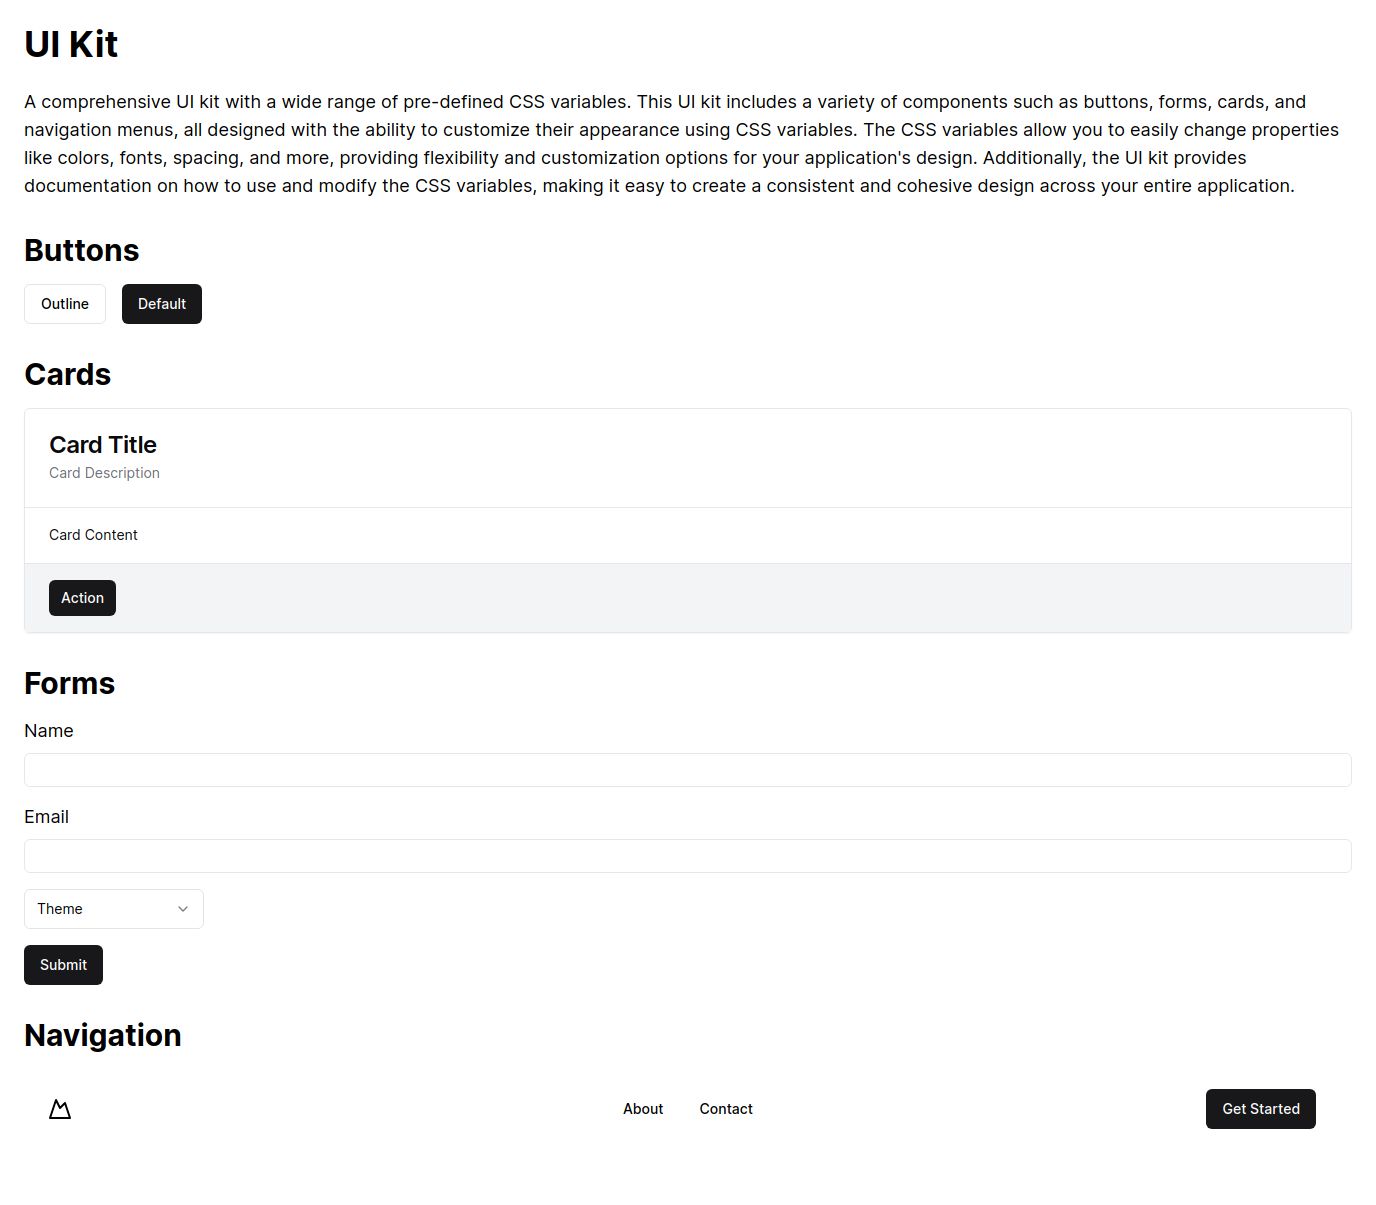 UI Kit
A comprehensive UI kit with a wide range of pre-defined CSS variables. This UI kit includes a variety of components such as buttons, forms, cards, and
navigation menus, all designed with the ability to customize their appearance using CSS variables. The CSS variables allow you to easily change properties
like colors, fonts, spacing, and more, providing flexibility and customization options for your application's design. Additionally, the UI kit provides
documentation on how to use and modify the CSS variables, making it easy to create a consistent and cohesive design across your entire application.
Buttons
Outline Default
Cards
Card Title
Card Description
Card Content
Action
Forms
Name
Email
Theme
Submit
Navigation
About Contact Get Started